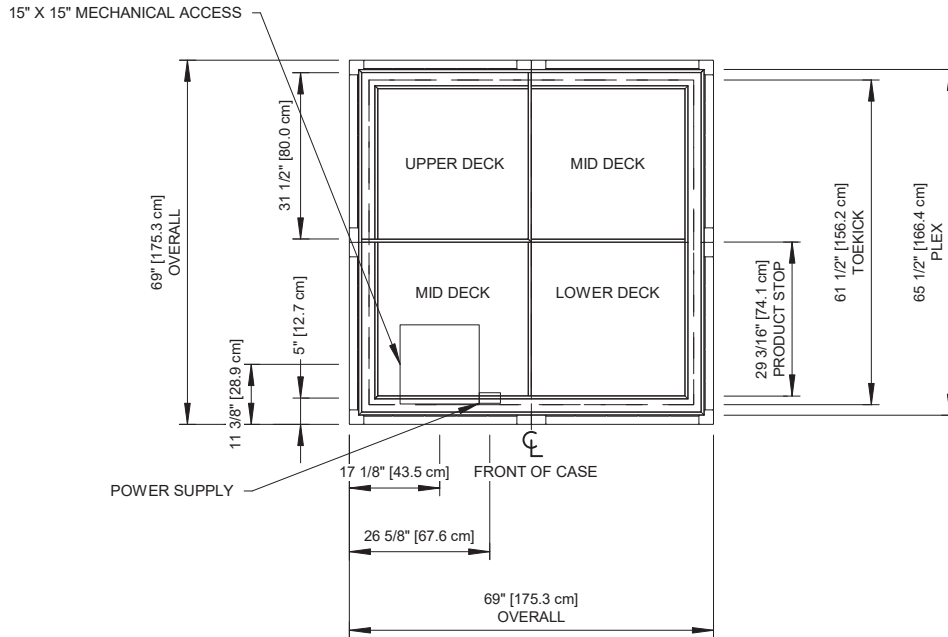 15" X 15" MECHANICAL ACCESS
69" [175.3 cm]
OVERALL
31 1/2" [80.0 cm]
5" [12.7 cm]
11 3/8" [28.9 cm]
UPPER DECK
MID DECK
MID DECK
LOWER DECK
29 3/16" [74.1 cm]
PRODUCT STOP
61 1/2" [156.2 cm]
TOEKICK
65 1/2" [166.4 cm]
PLEX
CL
FRONT OF CASE
17 1/8" [43.5 cm]
POWER SUPPLY
26 5/8" [67.6 cm]
69" [175.3 cm]
OVERALL